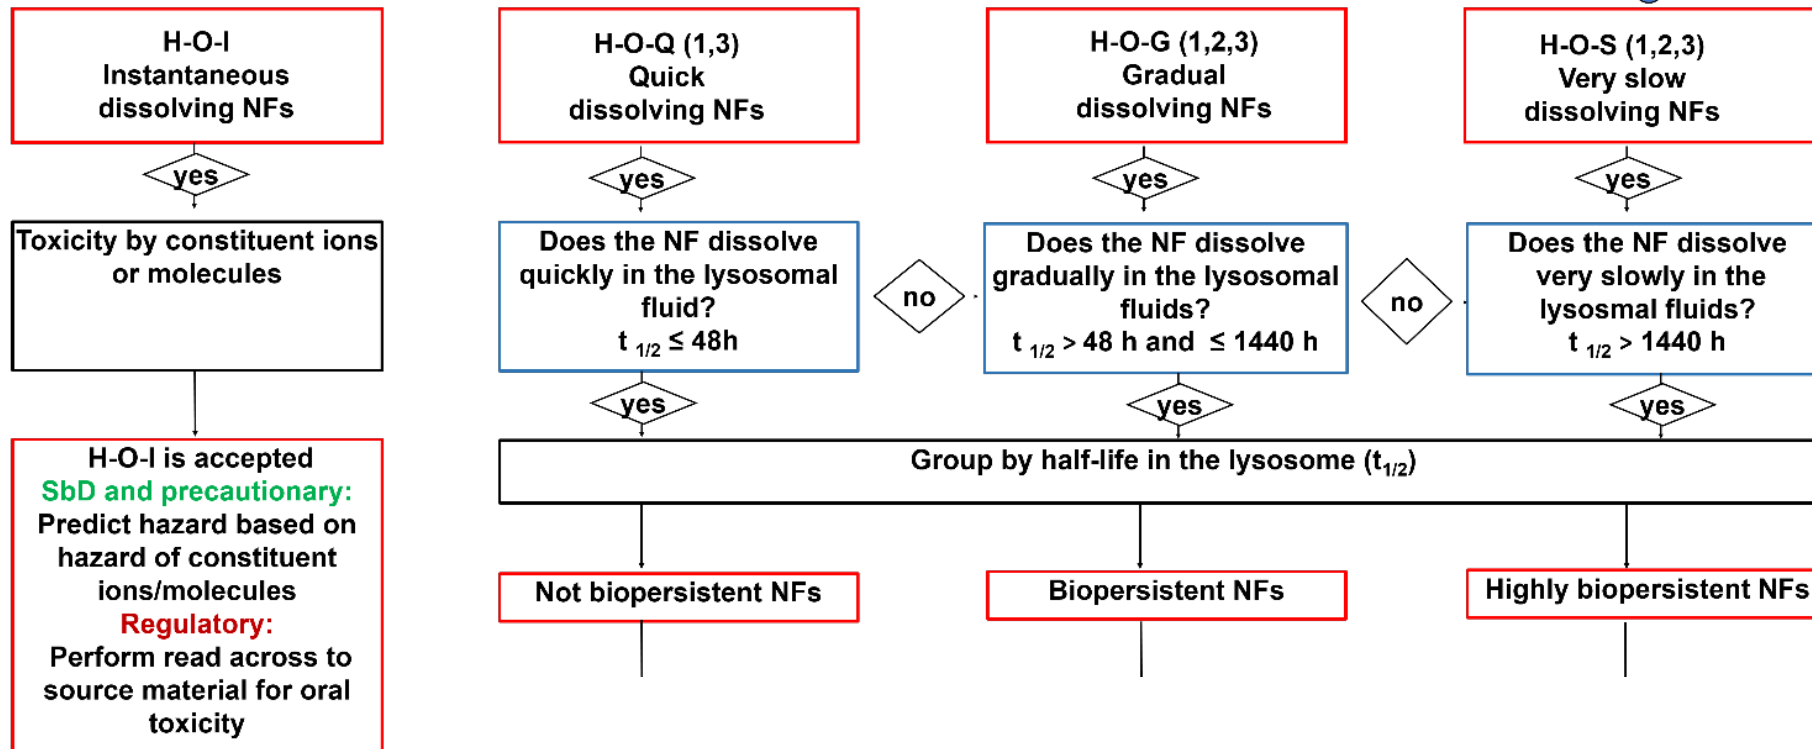 H-O-I
Instantaneous
dissolving NFs
H-O-Q (1,3)
Quick
dissolving NFs
H-O-G (1,2,3)
Gradual
dissolving NFs
H-O-S (1,2,3)
Very slow
dissolving NFs
yes
yes
yes
yes
Toxicity by constituent ions
or molecules
Does the NF dissolve
quickly in the lysosomal
fluid?
t 1/2 ≤ 48h
no
Does the NF dissolve
gradually in the lysosomal
fluids?
t 1/2 > 48 h and ≤ 1440 h
no
Does the NF dissolve
very slowly in the
lysosmal fluids?
t 1/2 > 1440 h
yes
yes
yes
H-O-I is accepted
SbD and precautionary:
Predict hazard based on
hazard of constituent
ions/molecules
Regulatory:
Perform read across to
source material for oral
toxicity
Group by half-life in the lysosome (t1/2)
Not biopersistent NFs
Biopersistent NFs
Highly biopersistent NFs